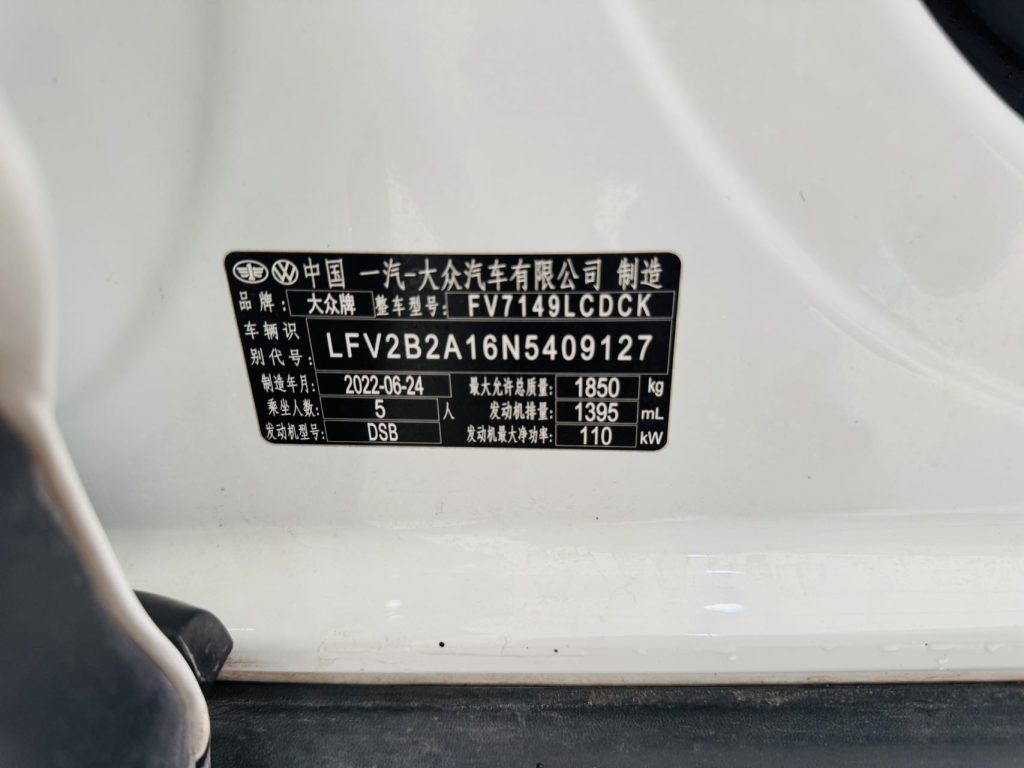 中国 一汽-大众汽车有限公司 制造
品牌: 大众牌 整车型号: FV7149LCDCK
车辆识别代号: LFV2B2A16N5409127
制造年月: 2022-06-24 最大允许总质量: 1850 kg
乘坐人数: 5 人 发动机排量: 1395 mL
发动机型号: DSB 发动机最大净功率: 110 kW